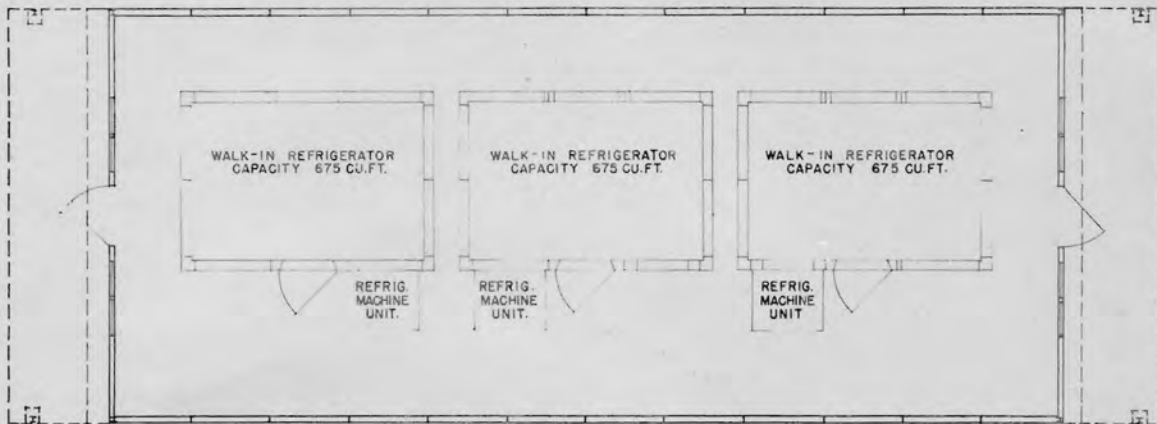 WALK-IN REFRIGERATOR
CAPACITY 675 CU.FT.
WALK-IN REFRIGERATOR
CAPACITY 675 CU.FT.
WALK-IN REFRIGERATOR
CAPACITY 675 CU.FT.
REFRIG.
MACHINE
UNIT.
REFRIG.
MACHINE
UNIT.
REFRIG.
MACHINE
UNIT